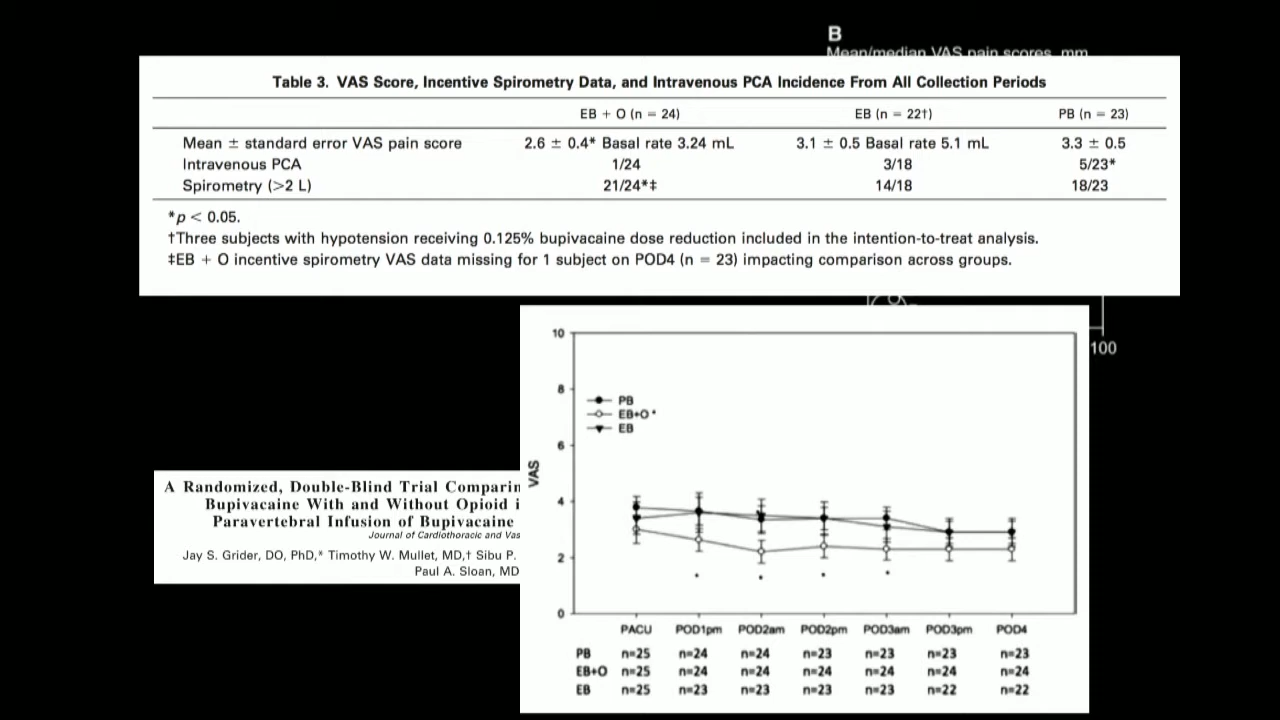 B
Mean/median VAS pain scores, mm
Table 3. VAS Score, Incentive Spirometry Data, and Intravenous PCA Incidence From All Collection Periods
EB + O (n = 24) EB (n = 22†) PB (n = 23)
Mean ± standard error VAS pain score 2.6 ± 0.4* Basal rate 3.24 mL 3.1 ± 0.5 Basal rate 5.1 mL 3.3 ± 0.5
Intravenous PCA 1/24 3/18 5/23*
Spirometry (>2 L) 21/24*‡ 14/18 18/23
*p < 0.05.
†Three subjects with hypotension receiving 0.125% bupivacaine dose reduction included in the intention-to-treat analysis.
‡EB + O incentive spirometry VAS data missing for 1 subject on POD4 (n = 23) impacting comparison across groups.
100
A Randomized, Double-Blind Trial Comparin
Bupivacaine With and Without Opioid i
Paravertebral Infusion of Bupivacaine
Journal of Cardiothoracic and Vas
Jay S. Grider, DO, PhD,* Timothy W. Mullet, MD,† Sibu P.
Paul A. Sloan, MD
VAS
10
8
6
4
2
0
PB
EB+O *
EB
PACU POD1pm POD2am POD2pm POD3am POD3pm POD4
PB n=25 n=24 n=24 n=23 n=23 n=23 n=23
EB+O n=25 n=24 n=24 n=24 n=24 n=24 n=24
EB n=25 n=23 n=23 n=23 n=23 n=22 n=22